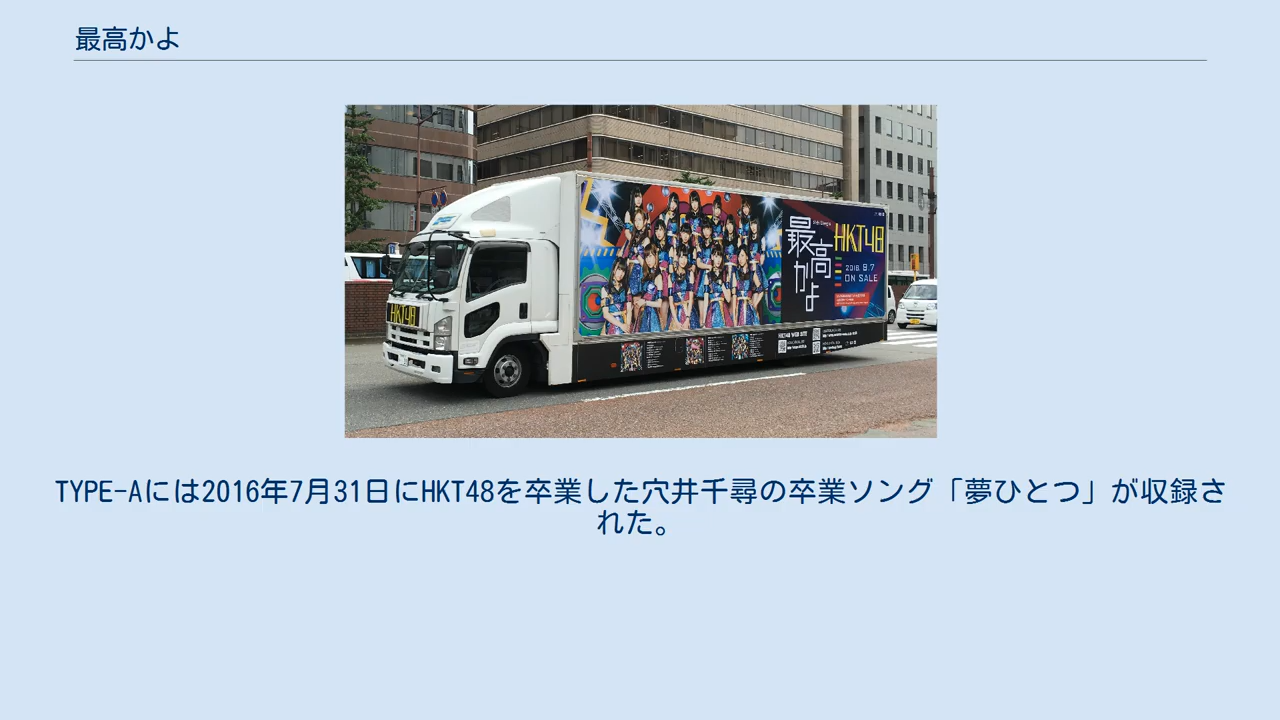 最高かよ
最高かよ
HKT48
2016. 9.7
ON SALE
HKT48
HKT48 WEB SITE
TYPE-Aには2016年7月31日にHKT48を卒業した穴井千尋の卒業ソング「夢ひとつ」が収録さ
れた。